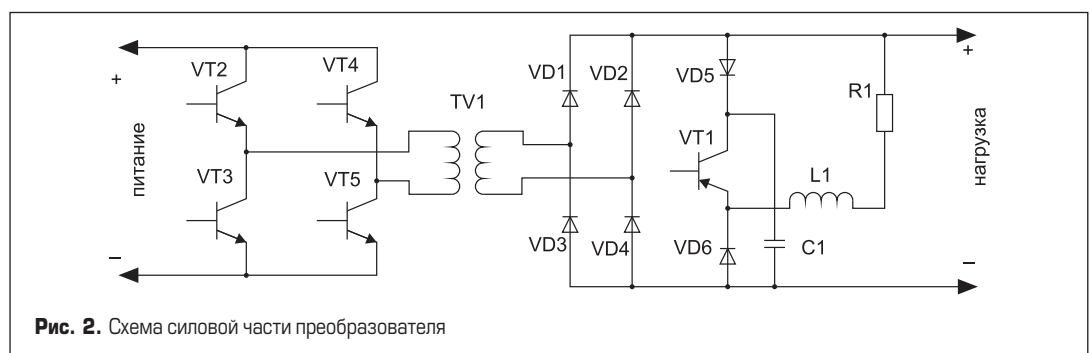 +
питание
–
VT2
VT4
VT3
VT5
TV1
VD1
VD2
VD3
VD4
VD5
VT1
VD6
L1
C1
R1
+
нагрузка
–
Рис. 2. Схема силовой части преобразователя